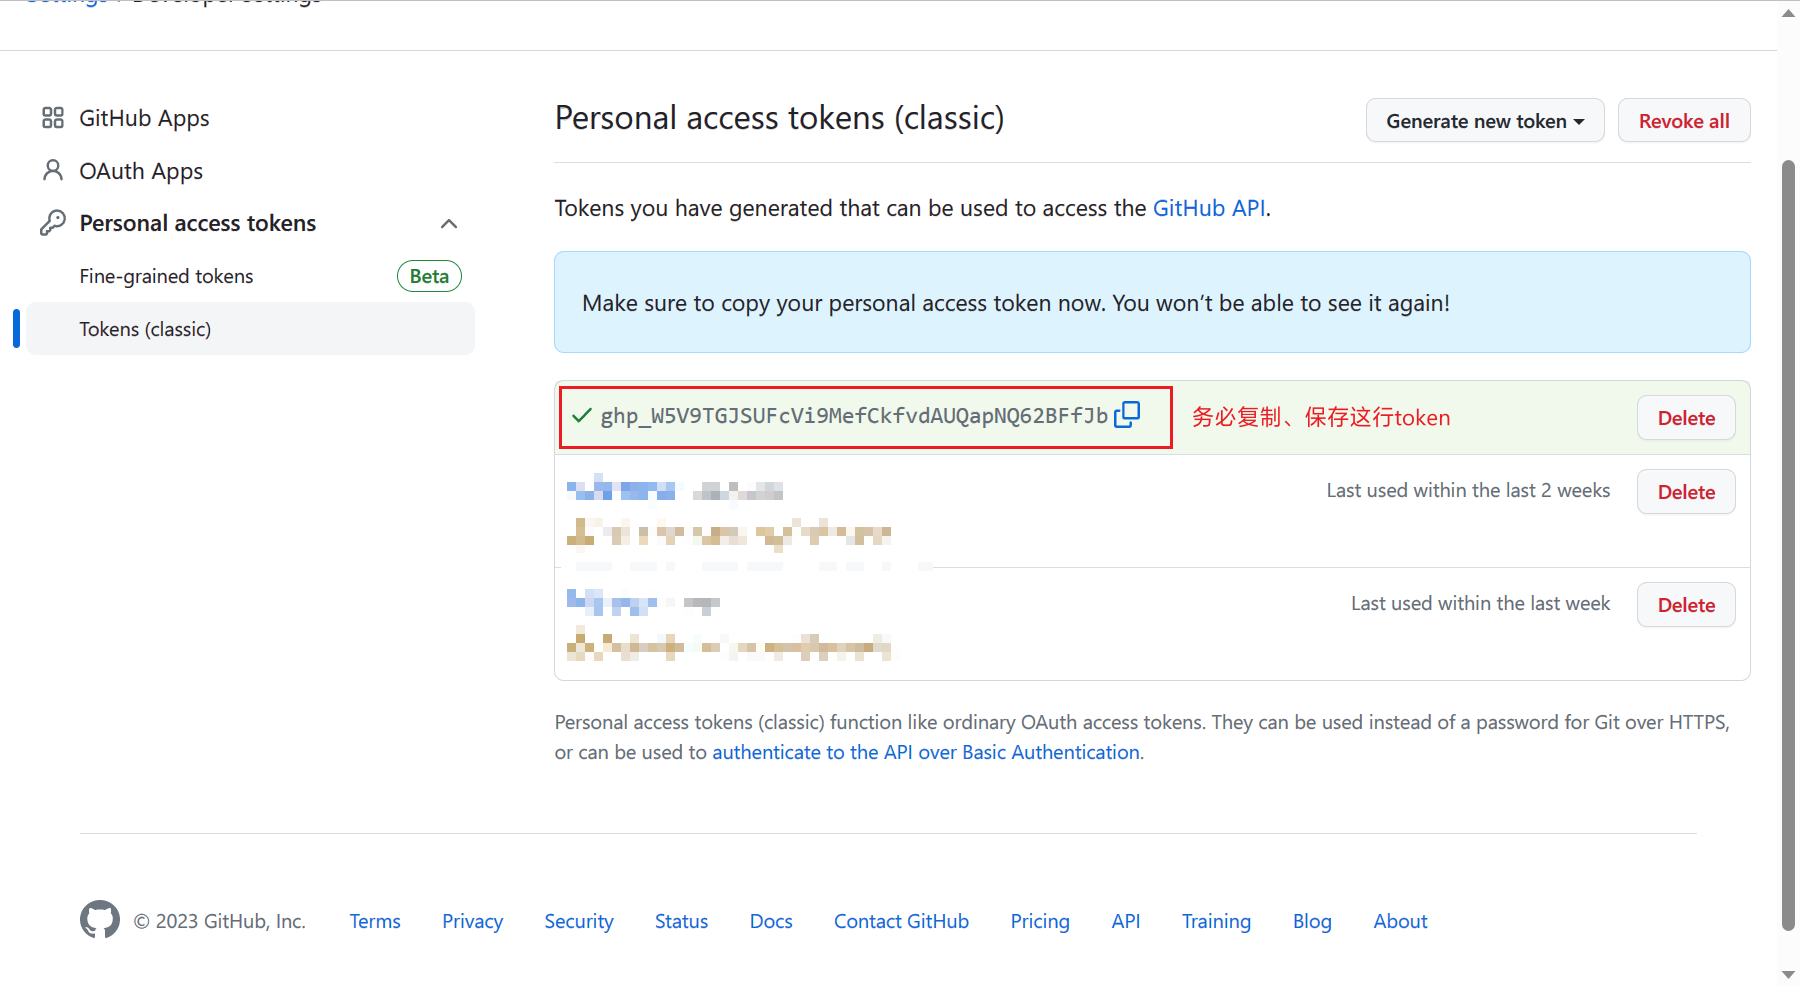 Settings / Developer settings
GitHub Apps
OAuth Apps
Personal access tokens
Fine-grained tokens Beta
Tokens (classic)
Personal access tokens (classic)
Generate new token
Revoke all
Tokens you have generated that can be used to access the GitHub API.
Make sure to copy your personal access token now. You won't be able to see it again!
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 务必复制、保存这行token Delete
Last used within the last 2 weeks Delete
Last used within the last week Delete
Personal access tokens (classic) function like ordinary OAuth access tokens. They can be used instead of a password for Git over HTTPS,
or can be used to authenticate to the API over Basic Authentication.
© 2023 GitHub, Inc. Terms Privacy Security Status Docs Contact GitHub Pricing API Training Blog About